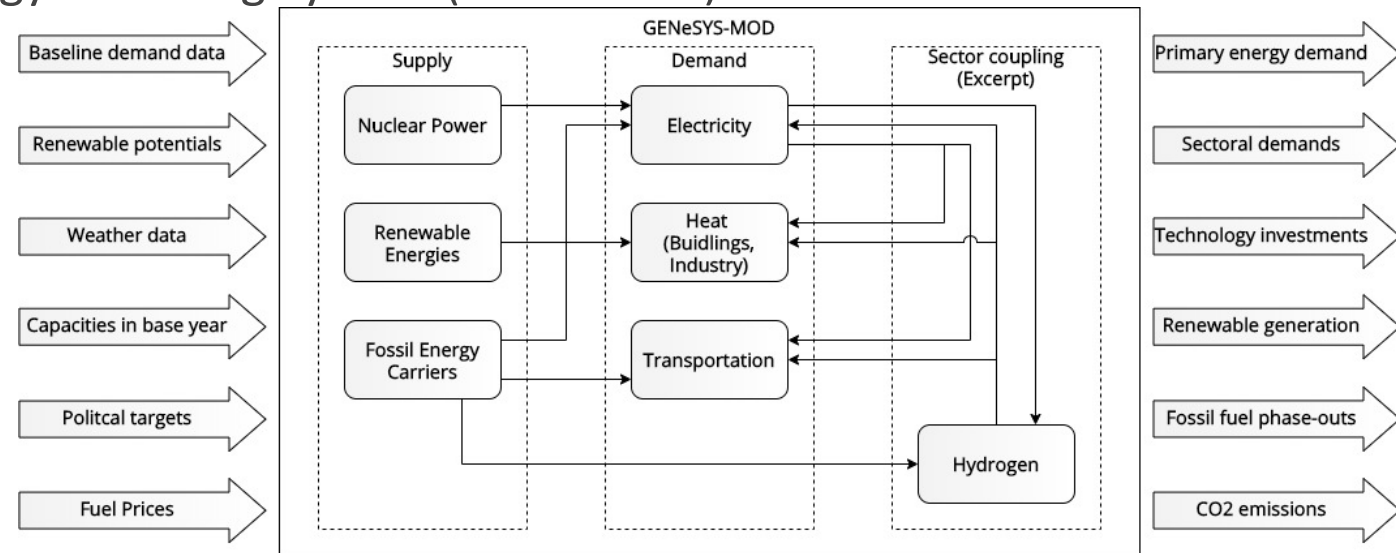 GENeSYS-MOD
Baseline demand data
Renewable potentials
Weather data
Capacities in base year
Politcal targets
Fuel Prices
Supply
Nuclear Power
Renewable
Energies
Fossil Energy
Carriers
Demand
Electricity
Heat
(Buidlings,
Industry)
Transportation
Sector coupling
(Excerpt)
Hydrogen
Primary energy demand
Sectoral demands
Technology investments
Renewable generation
Fossil fuel phase-outs
CO2 emissions